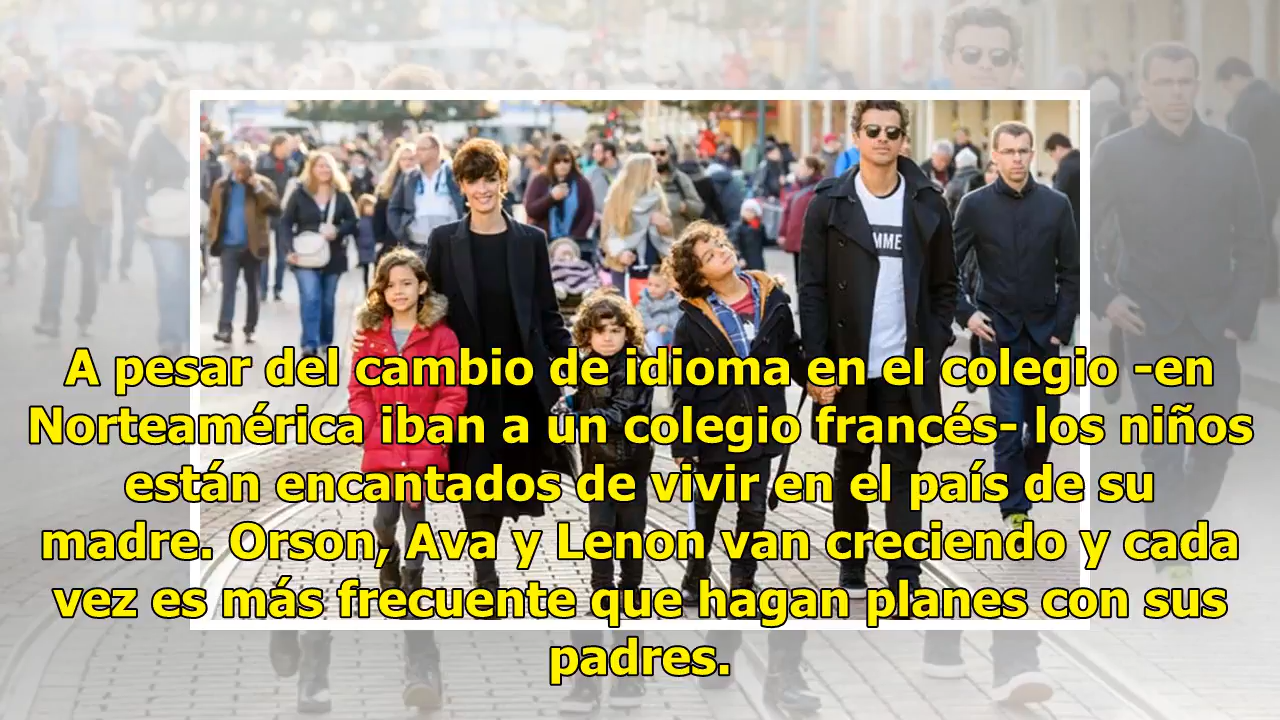 MME
A pesar del cambio de idioma en el colegio -en
Norteamérica iban a un colegio francés- los niños
están encantados de vivir en el país de su
madre. Orson, Ava y Lenon van creciendo y cada
vez es más frecuente que hagan planes con sus
padres.